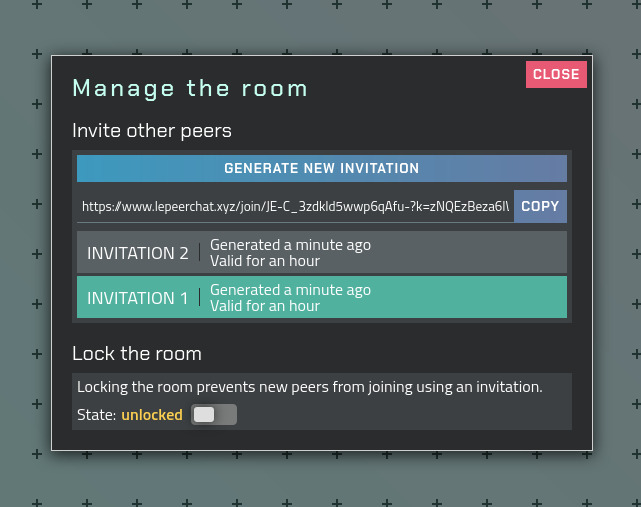 CLOSE
Manage the room
Invite other peers
GENERATE NEW INVITATION
https://www.lepeerchat.xyz/join/JE-C_3zdkld5wwp6qAfu-?k=zNQEzBeza6l\
COPY
INVITATION 2
Generated a minute ago
Valid for an hour
INVITATION 1
Generated a minute ago
Valid for an hour
Lock the room
Locking the room prevents new peers from joining using an invitation.
State: unlocked